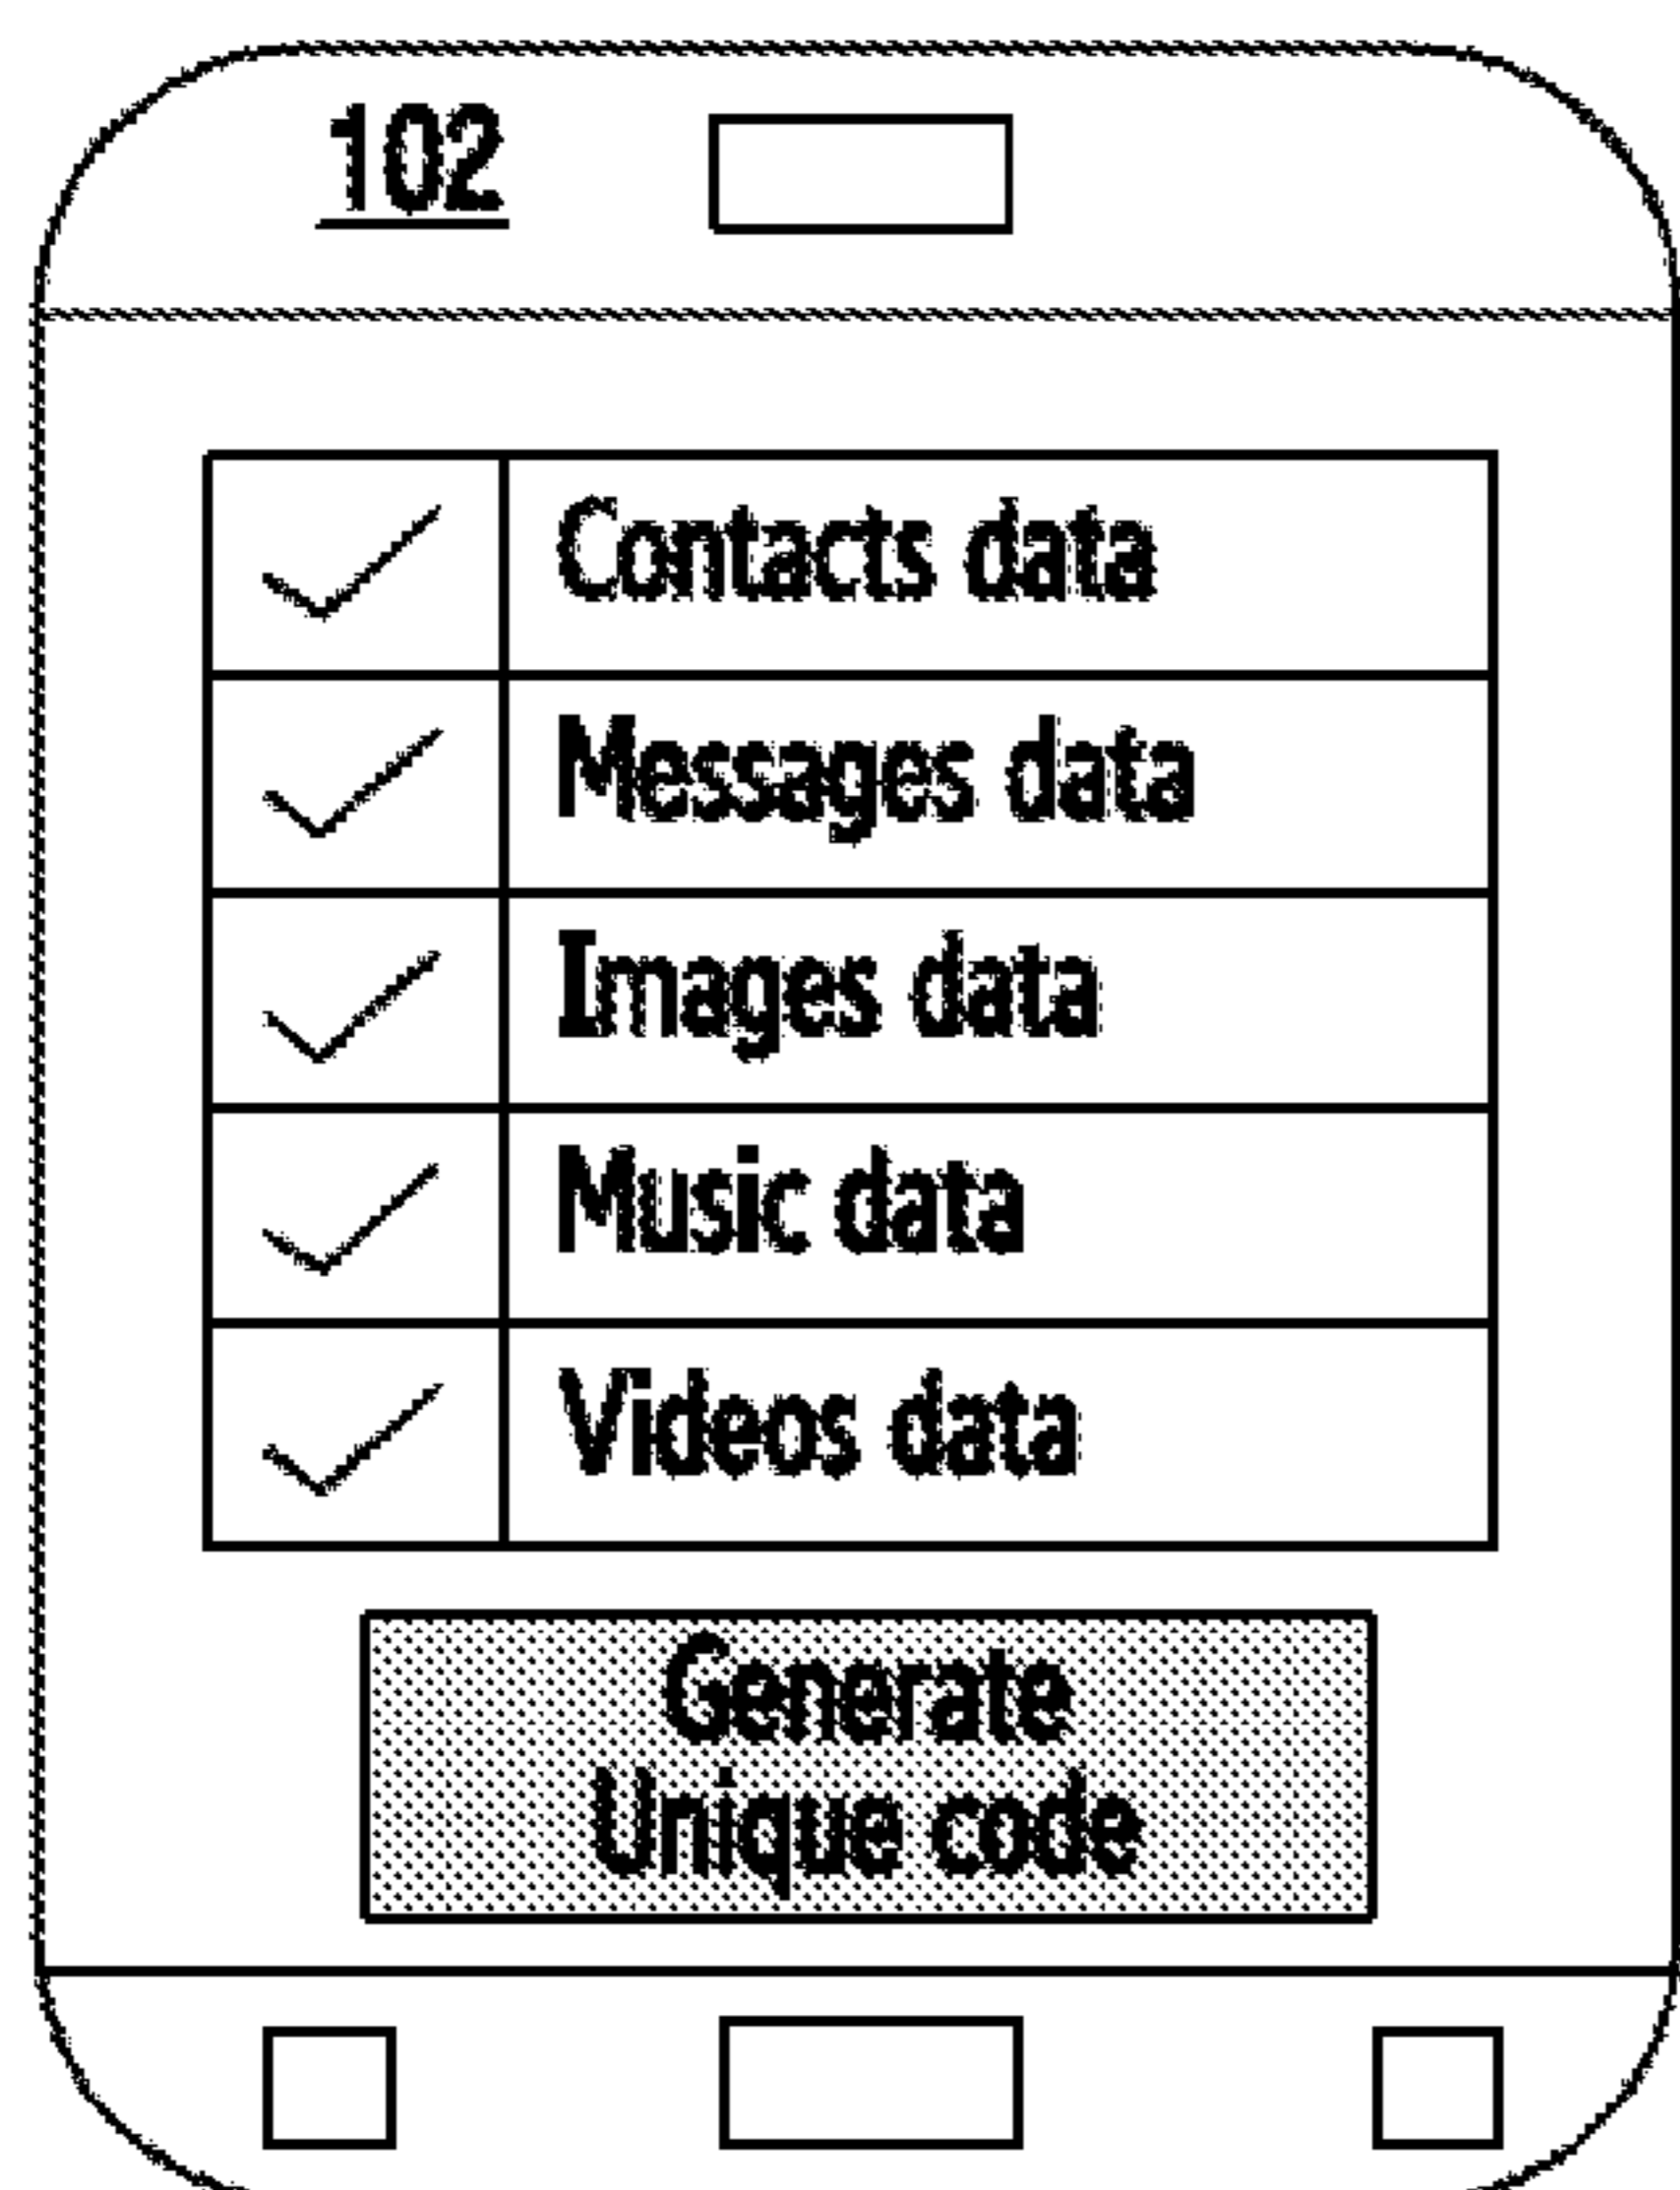 102
Contacts data
Messages data
Images data
Music data
Videos data
Generate
Unique code